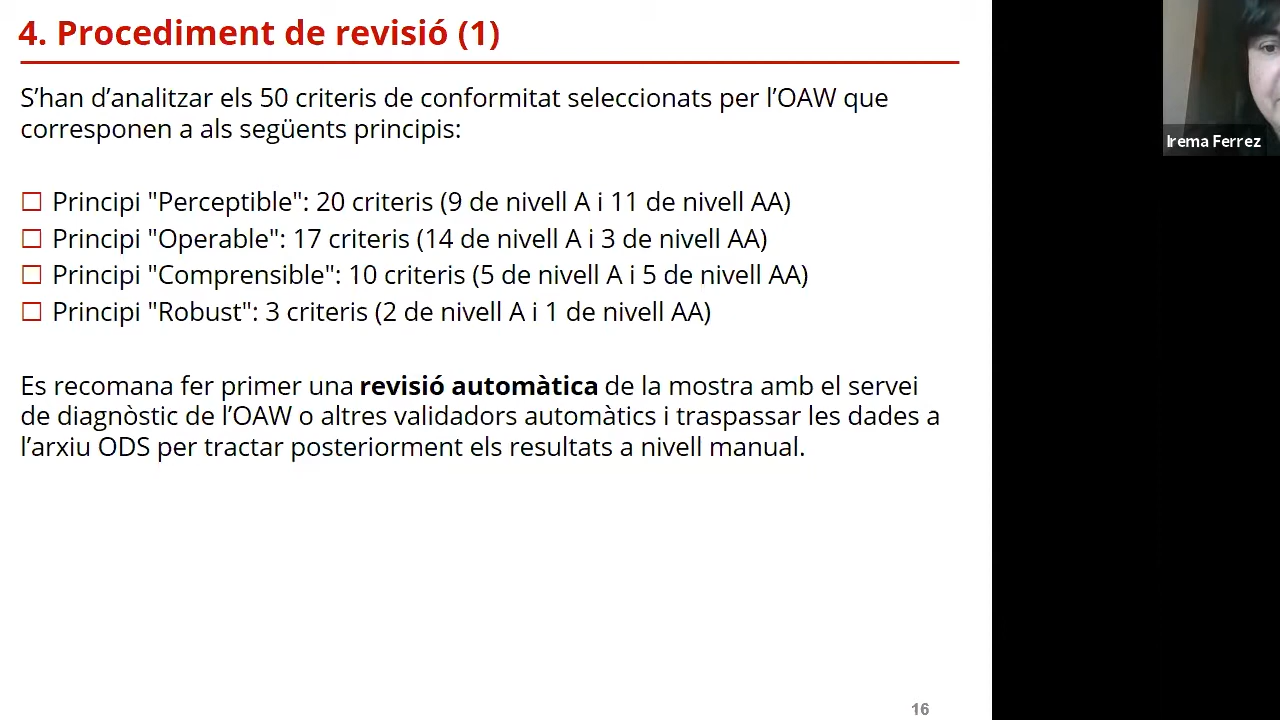 4. Procediment de revisió (1)
S’han d’analitzar els 50 criteris de conformitat seleccionats per l’OAW que
corresponen a als següents principis:
☐ Principi "Perceptible": 20 criteris (9 de nivell A i 11 de nivell AA)
☐ Principi "Operable": 17 criteris (14 de nivell A i 3 de nivell AA)
☐ Principi "Comprensible": 10 criteris (5 de nivell A i 5 de nivell AA)
☐ Principi "Robust": 3 criteris (2 de nivell A i 1 de nivell AA)
Es recomana fer primer una revisió automàtica de la mostra amb el servei
de diagnòstic de l’OAW o altres validadors automàtics i traspassar les dades a
l’arxiu ODS per tractar posteriorment els resultats a nivell manual.
16
Irema Ferrez